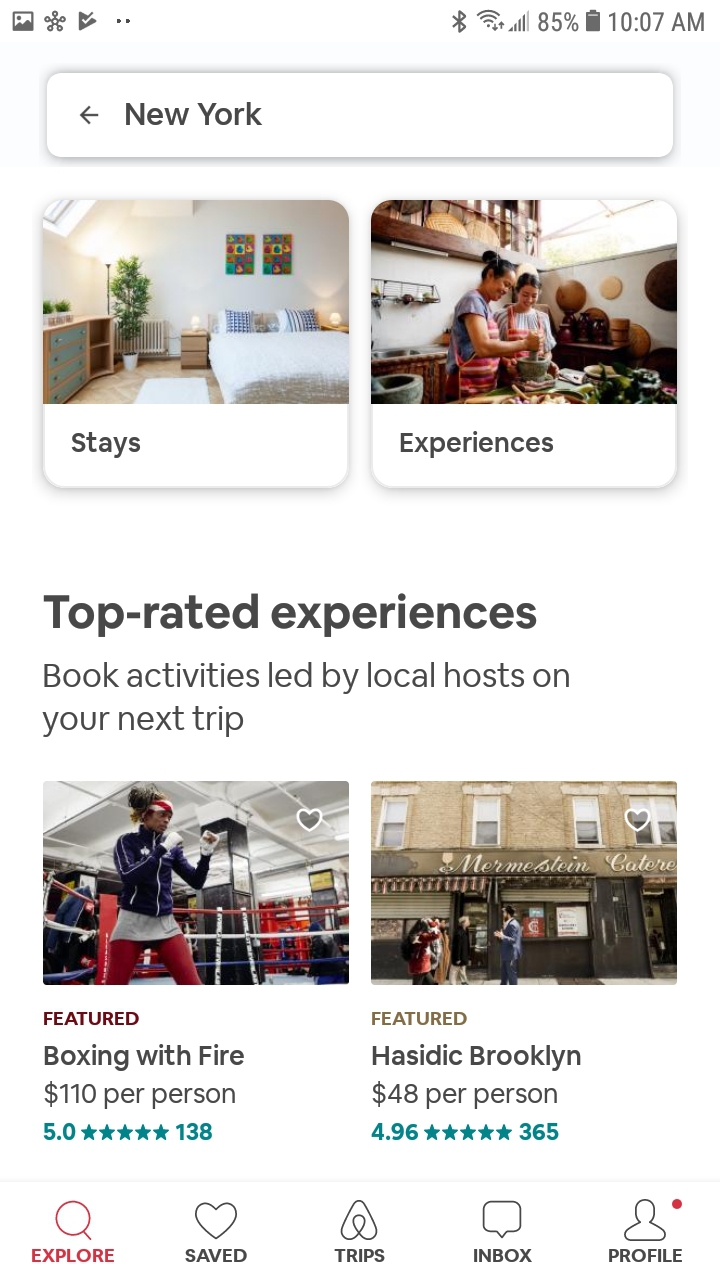 85% 10:07 AM
New York
Stays
Experiences
Top-rated experiences
Book activities led by local hosts on
your next trip
Mermelstein Catere
FEATURED
Boxing with Fire
$110 per person
5.0 ★★★★★ 138
FEATURED
Hasidic Brooklyn
$48 per person
4.96 ★★★★★ 365
EXPLORE
SAVED
TRIPS
INBOX
PROFILE